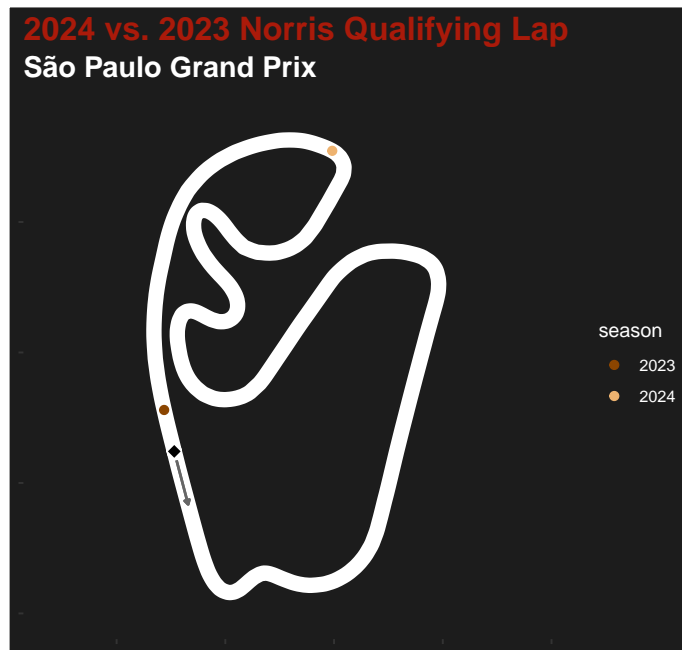 2024 vs. 2023 Norris Qualifying Lap
São Paulo Grand Prix
season
2023
2024